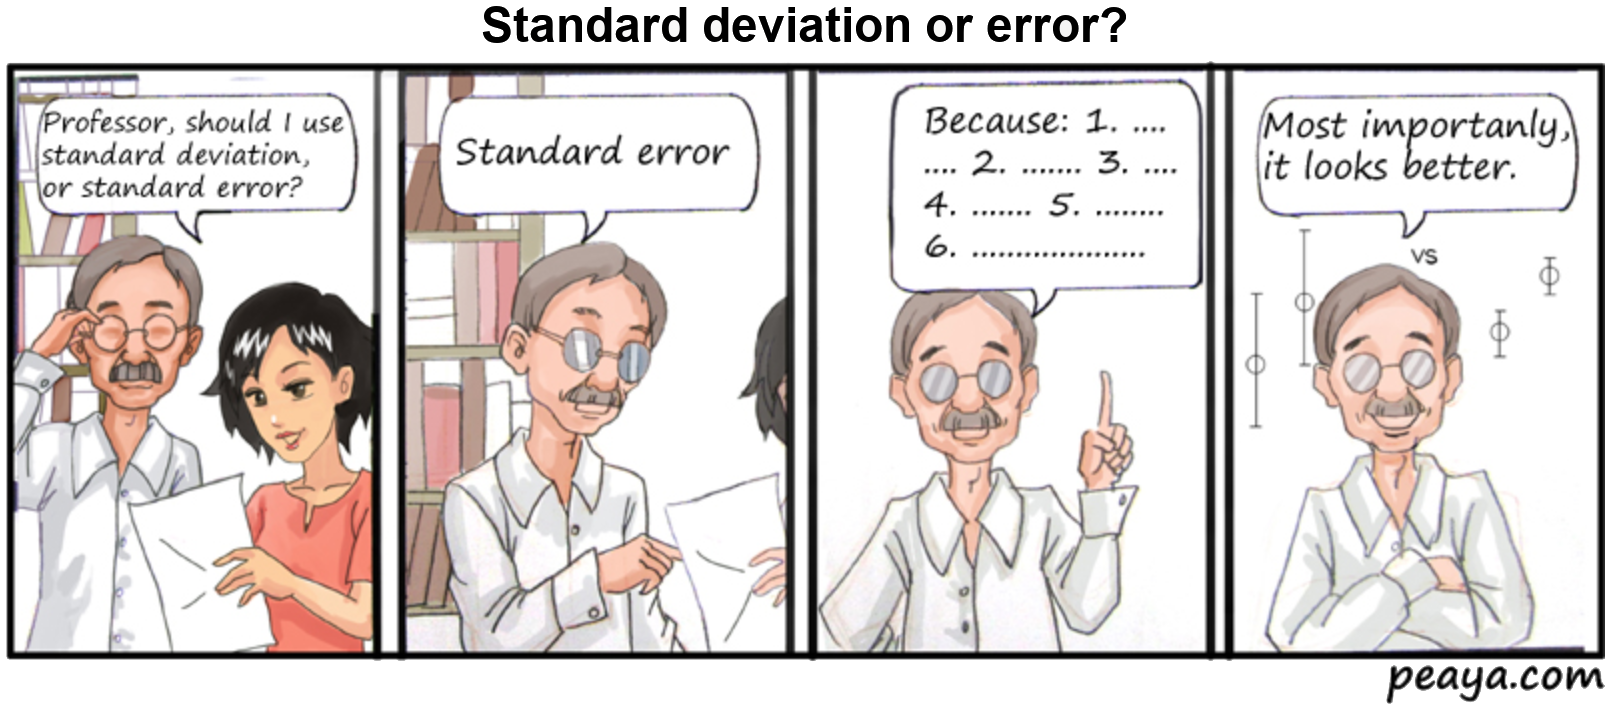 Standard deviation or error?
Professor, should I use
standard deviation,
or standard error?
Standard error
Because: 1. ....
.... 2. ....... 3. ....
4. ....... 5. ........
6. ....................
Most importanly,
it looks better.
vs
peaya.com